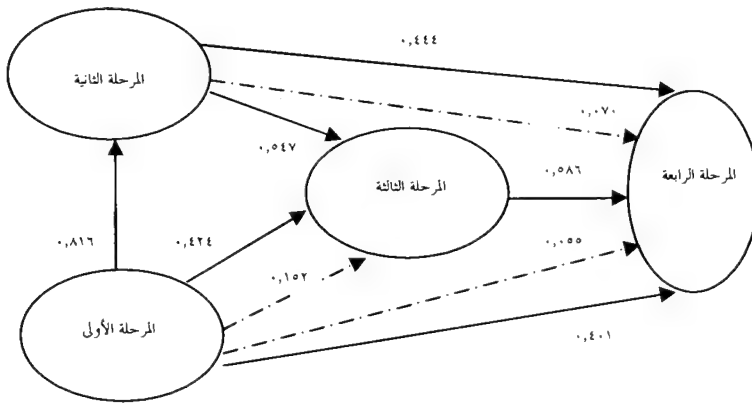 ٠,٤٤٤
المرحلة الثانية
٠,٠٧٠
٠,٥٤٧
المرحلة الثالثة
٠,٥٨٦
المرحلة الرابعة
٠,٨١٦
٠,٤٢٤
٠,٠٥٥
٠,١٥٢
المرحلة الأولى
٠,٤٠١